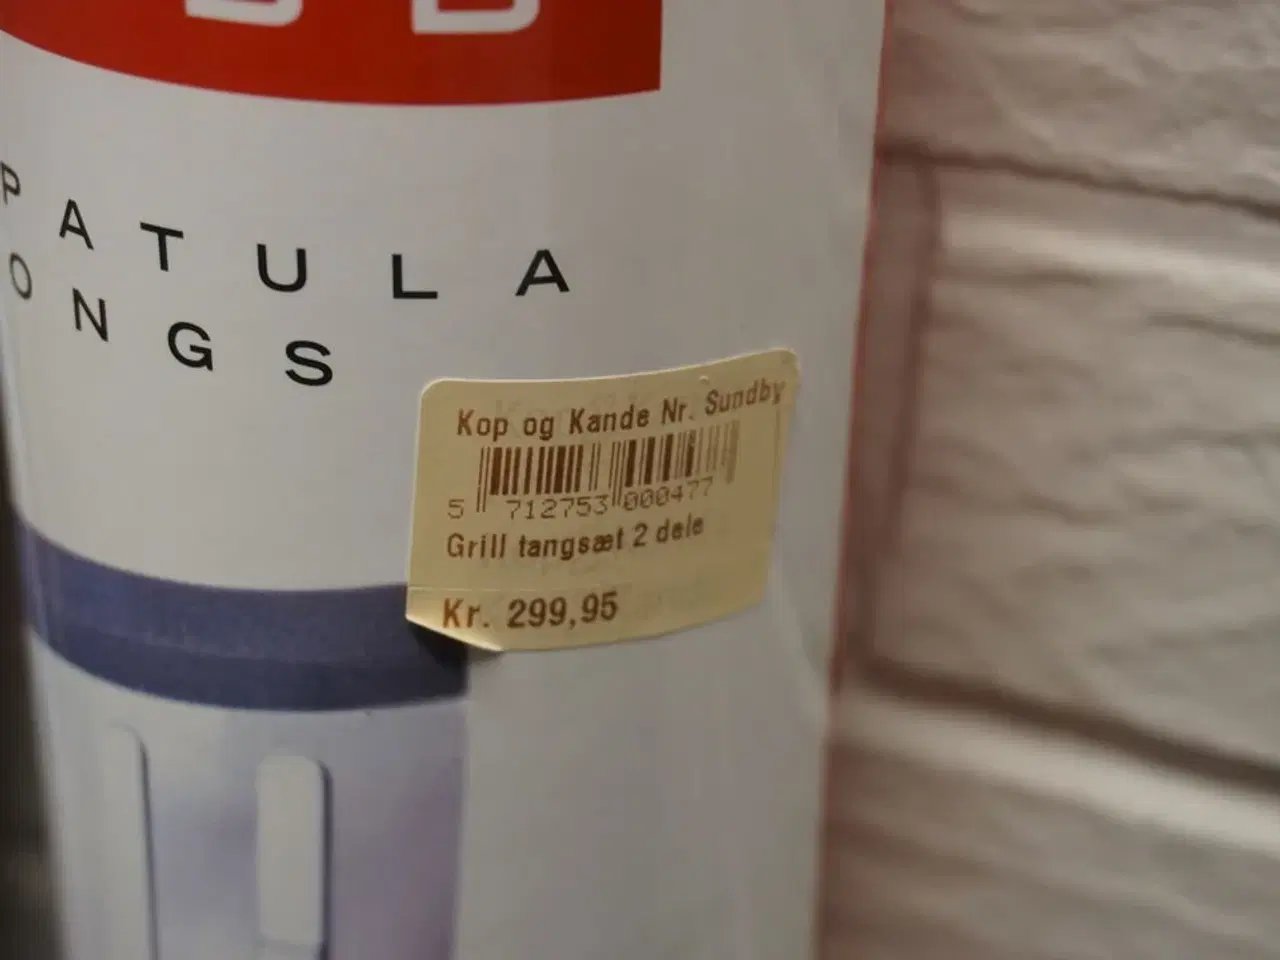 PATULA
ONGS
Kop og Kande Nr. Sundby
5 712753 000477
Grill tangsæt 2 dele
Kr. 299,95